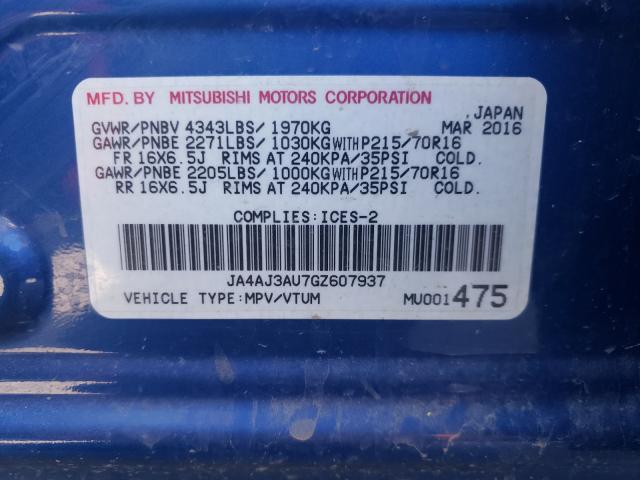 MFD. BY MITSUBISHI MOTORS CORPORATION
,JAPAN
GVWR/PNBV 4343LBS/ 1970KG MAR 2016
GAWR/PNBE 2271LBS/ 1030KG WITH P215/70R16
FR 16X6.5J RIMS AT 240KPA/35PSI COLD.
GAWR/PNBE 2205LBS/ 1000KG WITH P215/70R16
RR 16X6.5J RIMS AT 240KPA/35PSI COLD.
COMPLIES:ICES-2
JA4AJ3AU7GZ607937
VEHICLE TYPE:MPV/VTUM MU001475